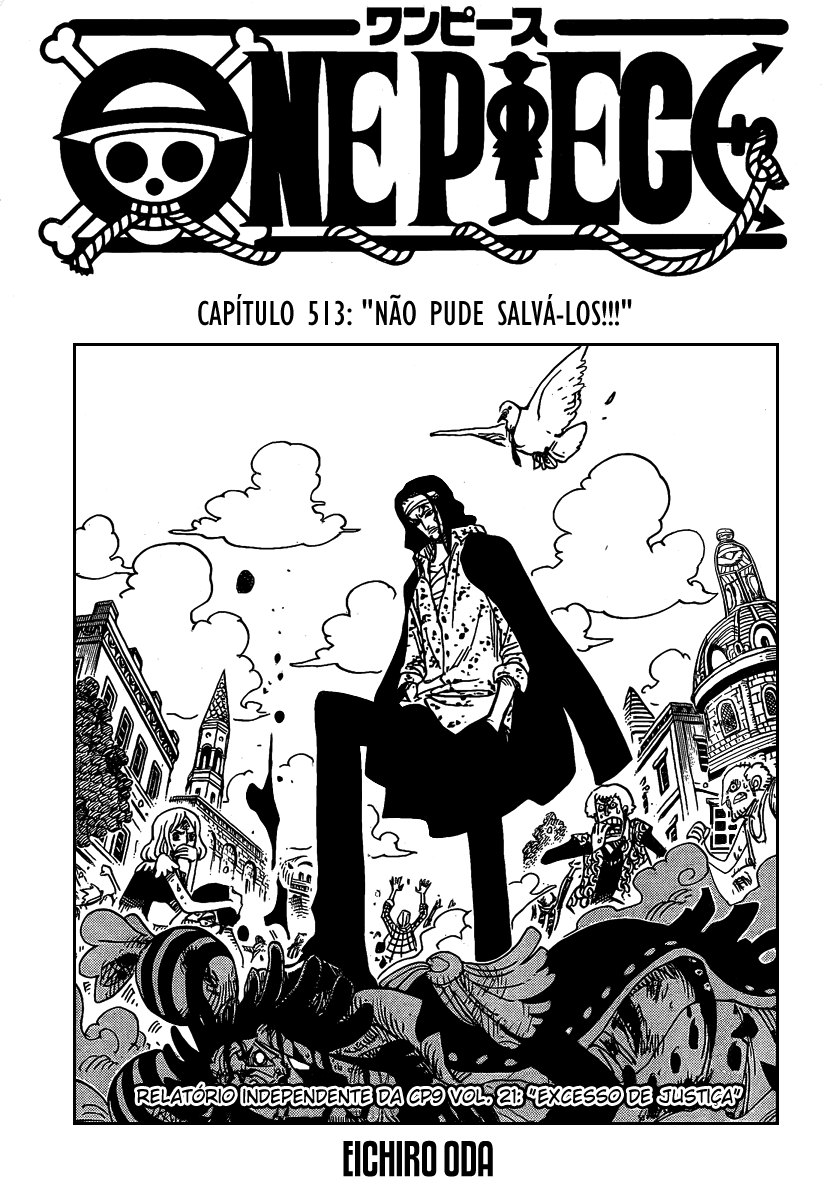 ワンピース
ONE PIECE
CAPÍTULO 513: "NÃO PUDE SALVÁ-LOS!!!"
RELATÓRIO INDEPENDENTE DA CP9 VOL. 21: "EXCESSO DE JUSTIÇA"
EICHIRO ODA